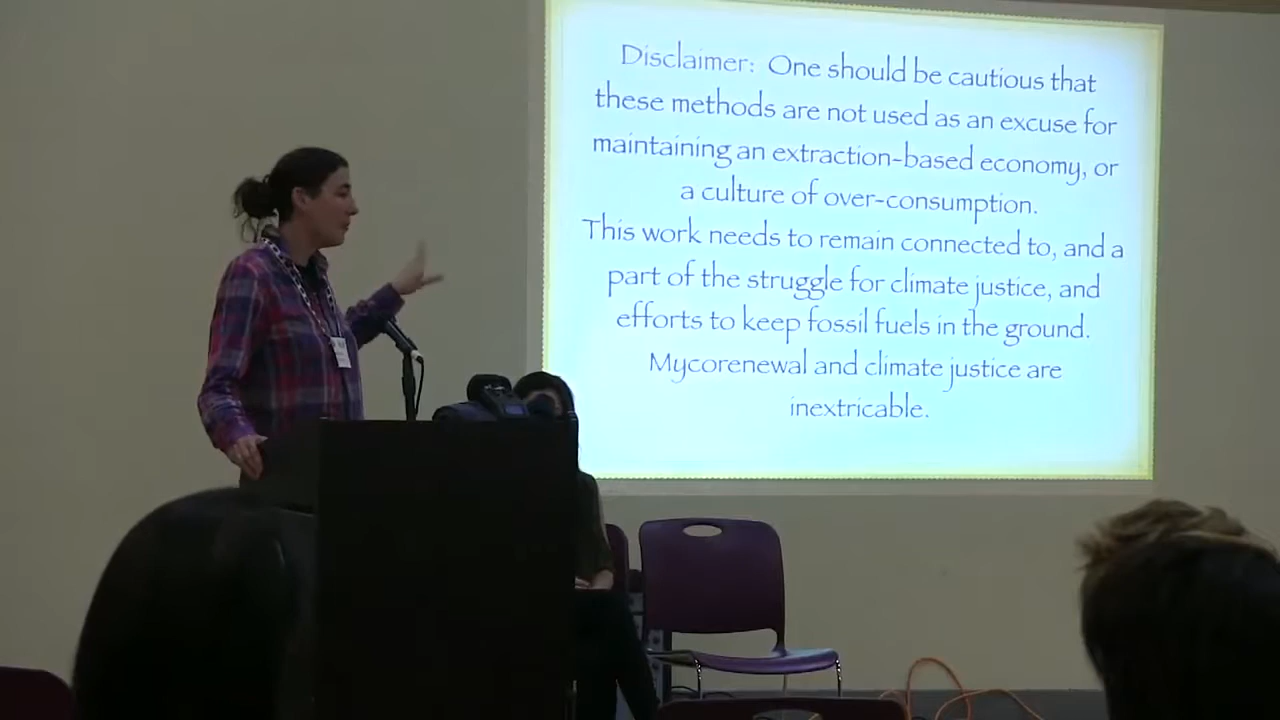 Disclaimer: One should be cautious that
these methods are not used as an excuse for
maintaining an extraction-based economy, or
a culture of over-consumption.
This work needs to remain connected to, and a
part of the struggle for climate justice, and
efforts to keep fossil fuels in the ground.
Mycorenewal and climate justice are
inextricable.